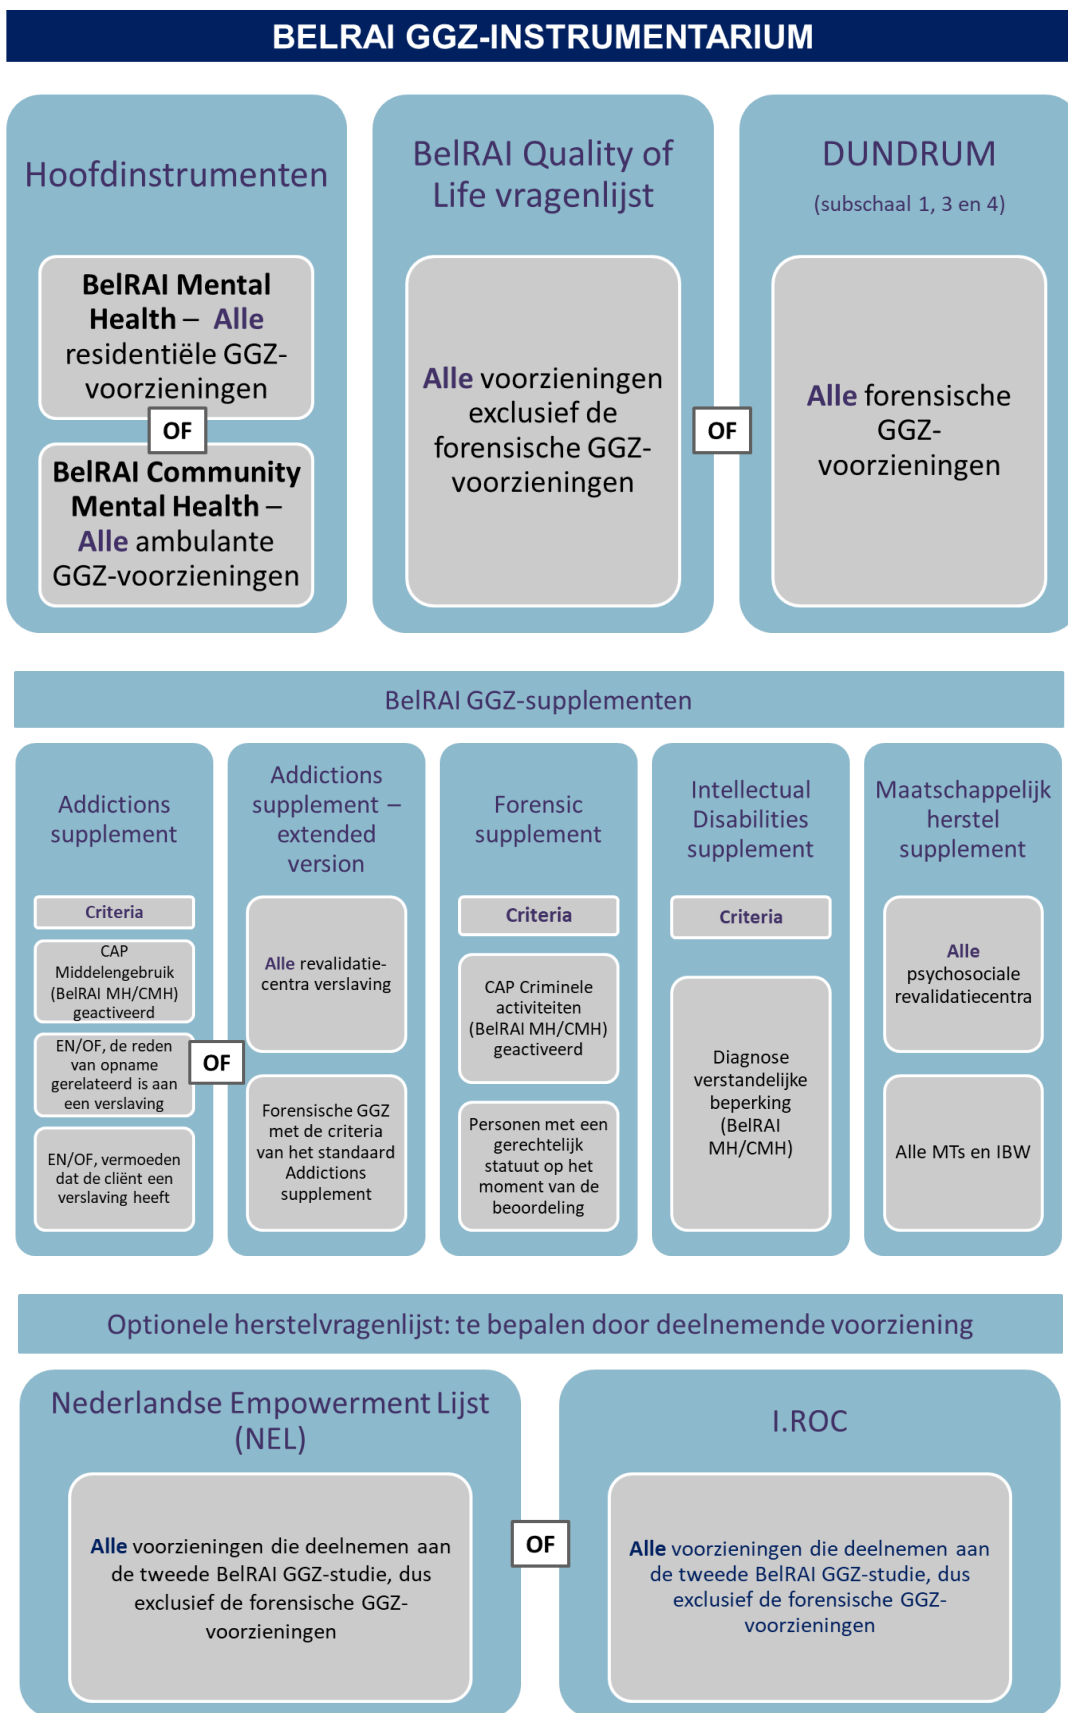 BELRAI GGZ-INSTRUMENTARIUM
Hoofdinstrumenten
BelRAI Mental
Health – Alle
residentiële GGZ-
voorzieningen
OF
BelRAI Community
Mental Health –
Alle ambulante
GGZ-voorzieningen
BelRAI Quality of
Life vragenlijst
Alle voorzieningen
exclusief de
forensische GGZ-
voorzieningen
OF
DUNDRUM
(subschaal 1, 3 en 4)
Alle forensische
GGZ-
voorzieningen
BelRAI GGZ-supplementen
Addictions
supplement
Criteria
CAP
Middelengebruik
(BelRAI MH/CMH)
geactiveerd
EN/OF, de reden
van opname
gerelateerd is aan
een verslaving
EN/OF, vermoeden
dat de cliënt een
verslaving heeft
OF
Addictions
supplement –
extended
version
Alle revalidatie-
centra verslaving
Forensische GGZ
met de criteria
van het standaard
Addictions
supplement
Forensic
supplement
Criteria
CAP Criminele
activiteiten
(BelRAI MH/CMH)
geactiveerd
Personen met een
gerechtelijk
statuut op het
moment van de
beoordeling
Intellectual
Disabilities
supplement
Criteria
Diagnose
verstandelijke
beperking
(BelRAI
MH/CMH)
Maatschappelijk
herstel
supplement
Alle
psychosociale
revalidatiecentra
Alle MTs en IBW
Optionele herstelvragenlijst: te bepalen door deelnemende voorziening
Nederlandse Empowerment Lijst
(NEL)
Alle voorzieningen die deelnemen aan
de tweede BelRAI GGZ-studie, dus
exclusief de forensische GGZ-
voorzieningen
OF
I.ROC
Alle voorzieningen die deelnemen aan
de tweede BelRAI GGZ-studie, dus
exclusief de forensische GGZ-
voorzieningen